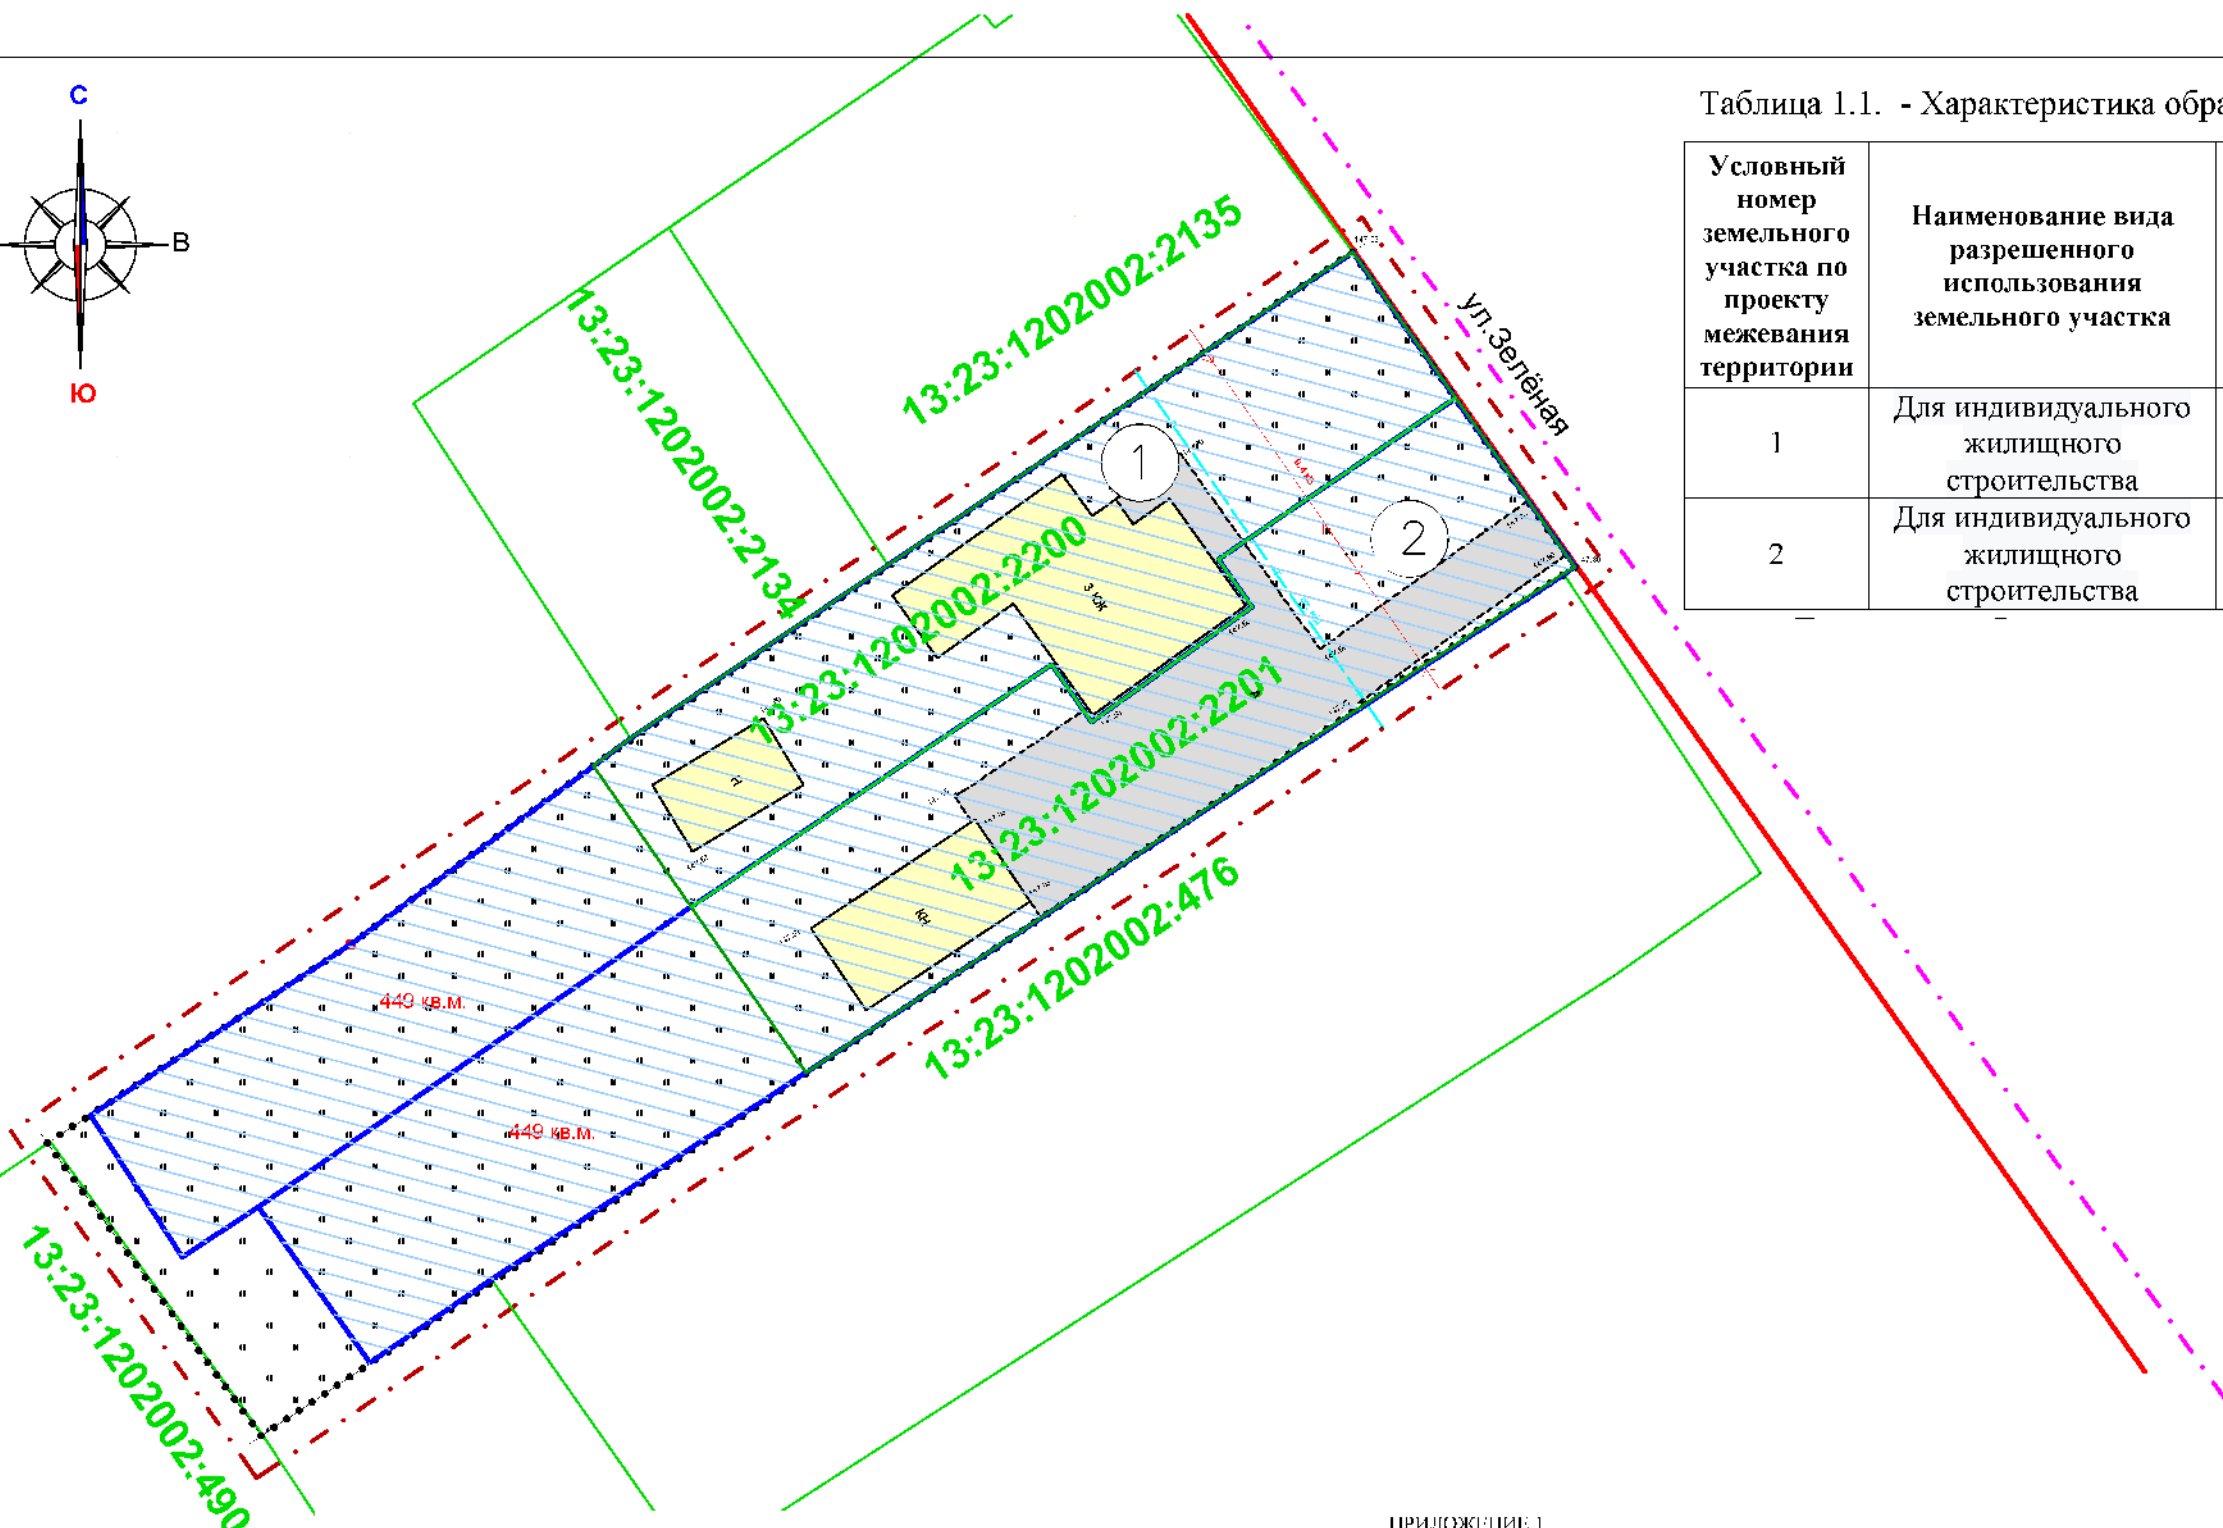 С
В
Ю
Таблица 1.1. - Характеристика обра
Условный
номер
земельного
участка по
проекту
межевания
территории
Наименование вида
разрешенного
использования
земельного участка
1
Для индивидуального
жилищного
строительства
2
Для индивидуального
жилищного
строительства
13:23:1202002:2135
13:23:1202002:2134
ул.Зелёная
1
2
13:23:1202002:2200
3 КЖ
13:23:1202002:2201
КН
13:23:1202002:476
449 кв.м.
449 кв.м.
13:23:1202002:490
ПРИЛОЖЕНИЕ 1